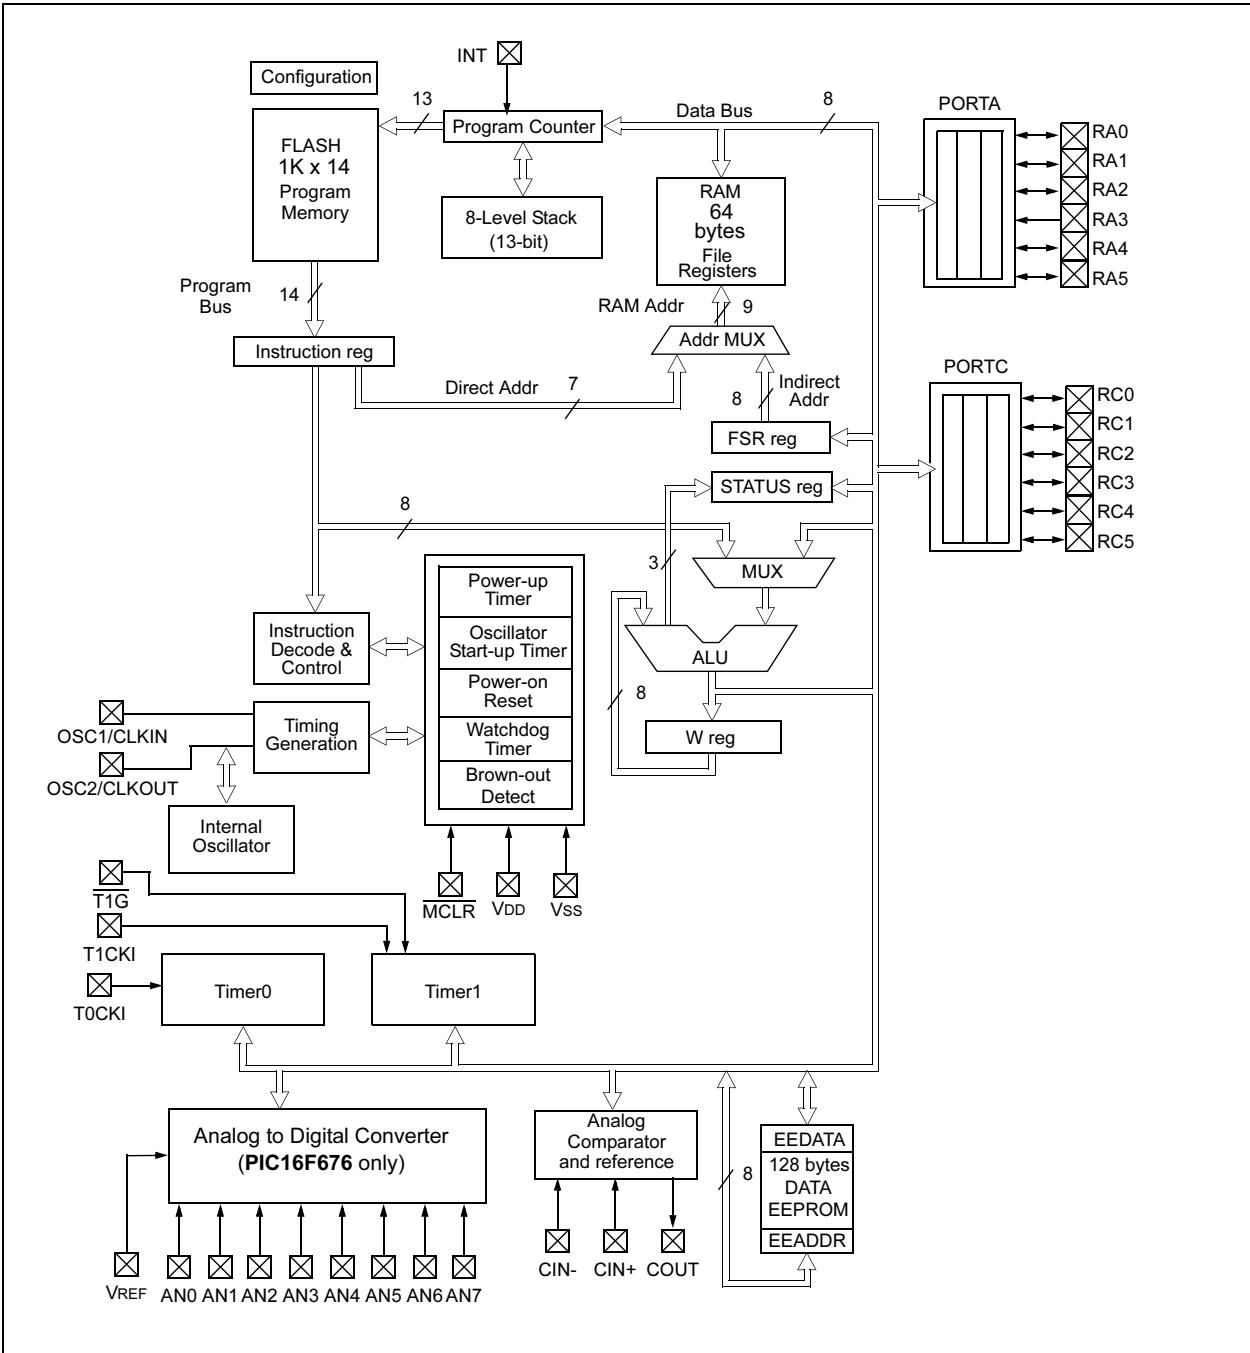 INT
Configuration
13
Program Counter
Data Bus
8
PORTA
FLASH
1K x 14
Program
Memory
8-Level Stack
(13-bit)
RAM
64
bytes
File
Registers
RA0
RA1
RA2
RA3
RA4
RA5
Program
Bus
14
RAM Addr
9
Addr MUX
Instruction reg
Direct Addr
7
8
Indirect
Addr
FSR reg
STATUS reg
PORTC
RC0
RC1
RC2
RC3
RC4
RC5
8
3
MUX
Power-up
Timer
Oscillator
Start-up Timer
Power-on
Reset
Watchdog
Timer
Brown-out
Detect
Instruction
Decode &
Control
ALU
8
W reg
OSC1/CLKIN
OSC2/CLKOUT
Timing
Generation
Internal
Oscillator
T1G
MCLR
VDD
VSS
T1CKI
T0CKI
Timer0
Timer1
Analog to Digital Converter
(PIC16F676 only)
Analog
Comparator
and reference
8
EEDATA
128 bytes
DATA
EEPROM
EEADDR
VREF
AN0 AN1 AN2 AN3 AN4 AN5 AN6 AN7
CIN- CIN+ COUT